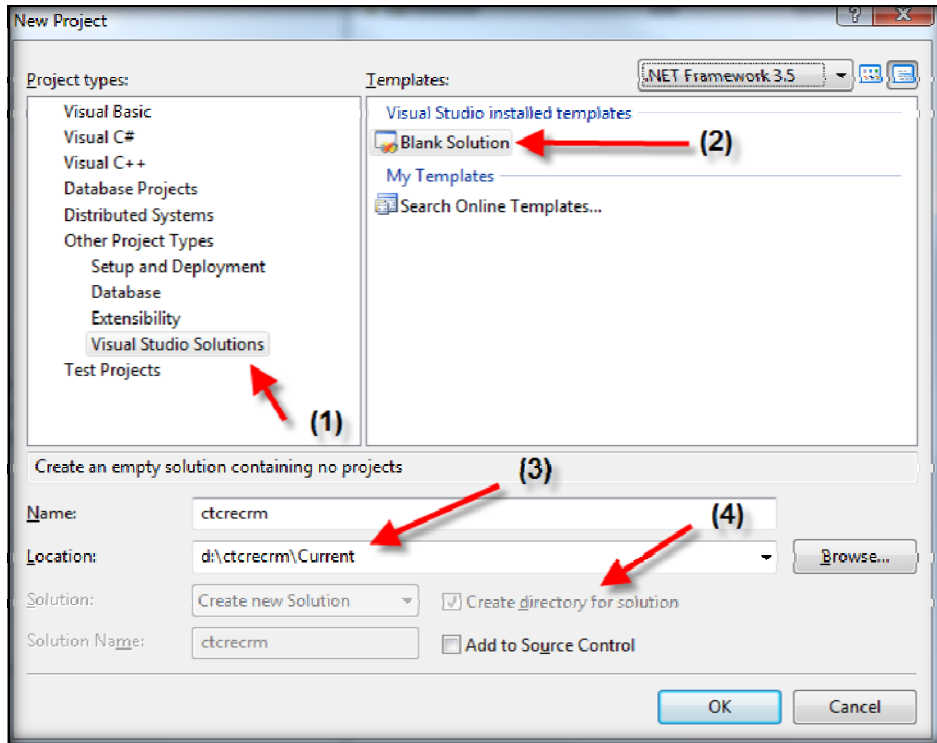 New Project
Project types:
Templates:
.NET Framework 3.5
Visual Basic
Visual C#
Visual C++
Database Projects
Distributed Systems
Other Project Types
Setup and Deployment
Database
Extensibility
Visual Studio Solutions
Test Projects
(1)
Visual Studio installed templates
Blank Solution
(2)
My Templates
Search Online Templates...
Create an empty solution containing no projects
(3)
Name:
ctcrecrm
(4)
Location:
d:\ctcrecrm\Current
Browse...
Solution:
Create new Solution
Create directory for solution
Solution Name:
ctcrecrm
Add to Source Control
OK
Cancel